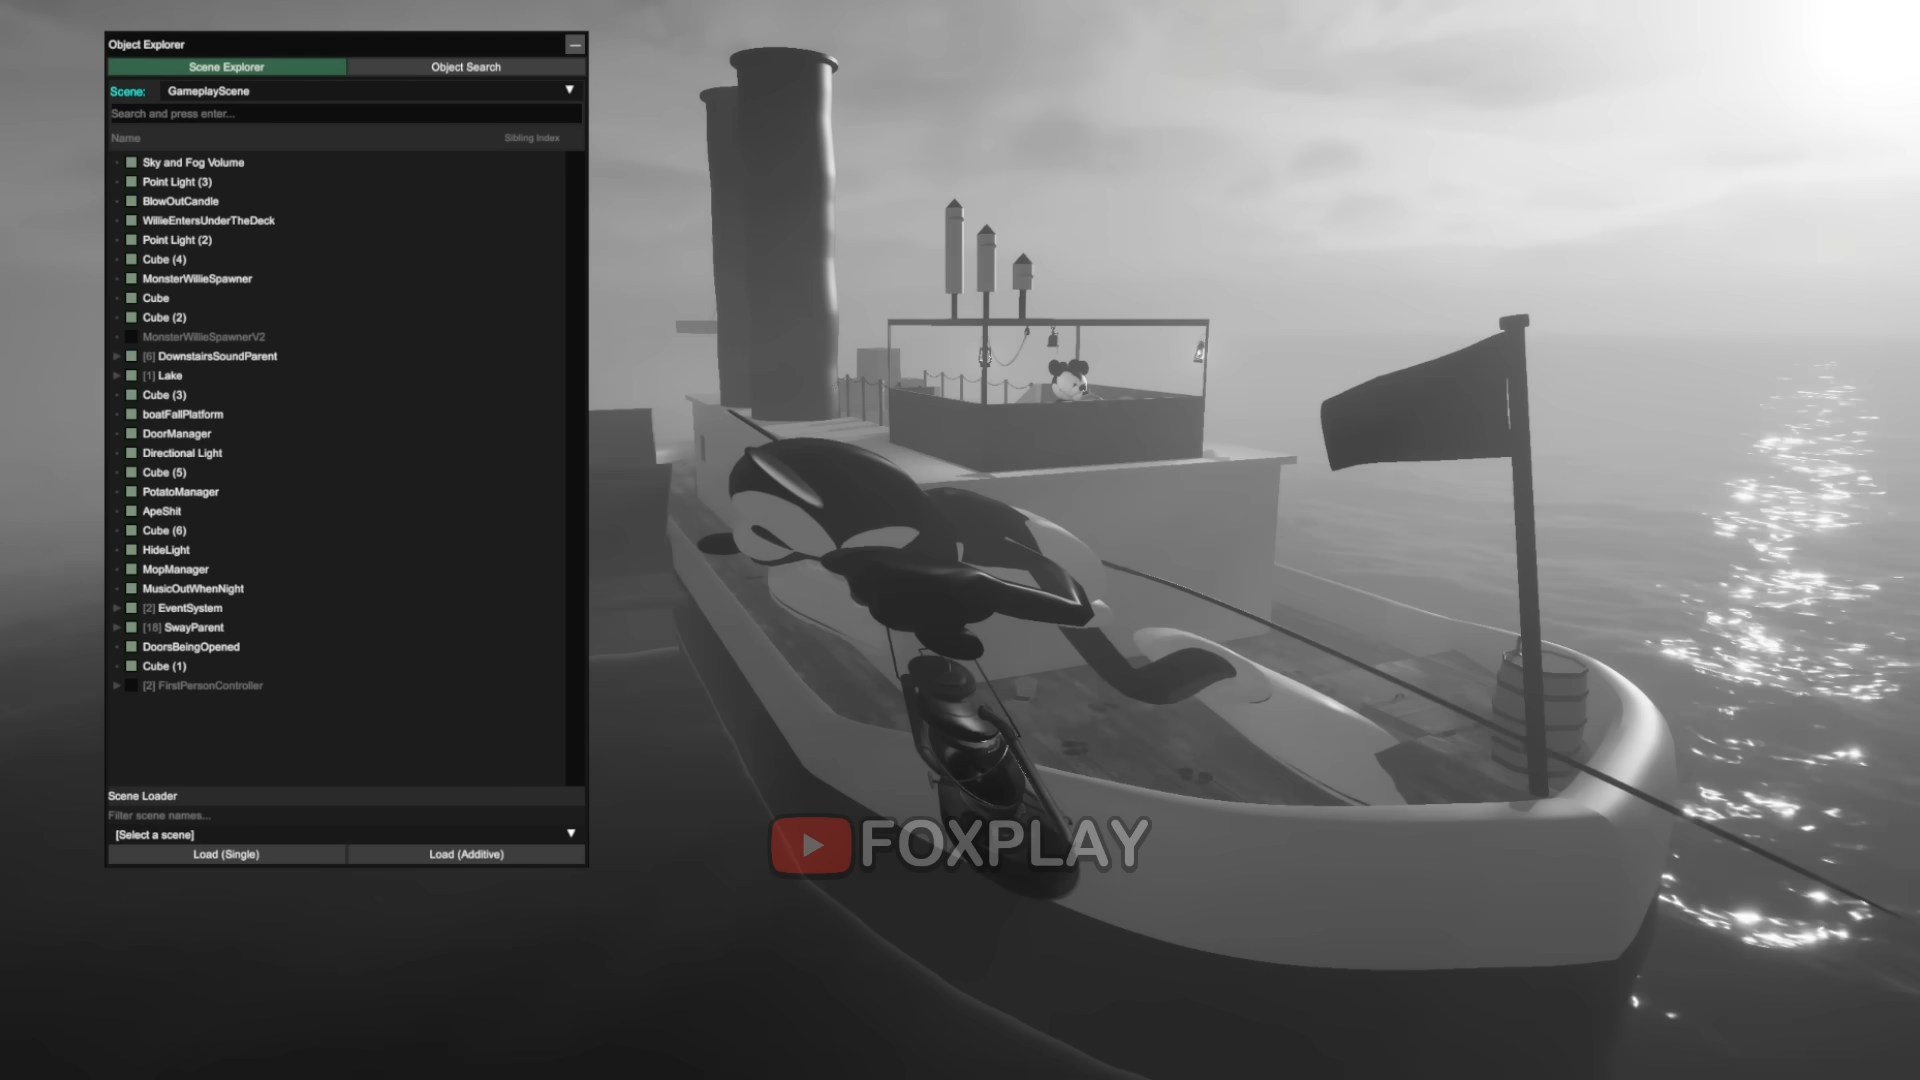 Object Explorer
Scene Explorer Object Search
Scene: GameplayScene
Search and press enter...
Name Sibling Index
Sky and Fog Volume
Point Light (3)
BlowOutCandle
WillieEntersUnderTheDeck
Point Light (2)
Cube (4)
MonsterWillieSpawner
Cube
Cube (2)
MonsterWillieSpawnerV2
[6] DownstairsSoundParent
[1] Lake
Cube (3)
boatFallPlatform
DoorManager
Directional Light
Cube (5)
PotatoManager
ApeShit
Cube (6)
HideLight
MopManager
MusicOutWhenNight
[2] EventSystem
[18] SwayParent
DoorsBeingOpened
Cube (1)
[2] FirstPersonController
Scene Loader
Filter scene names...
[Select a scene]
Load (Single) Load (Additive)
FOXPLAY